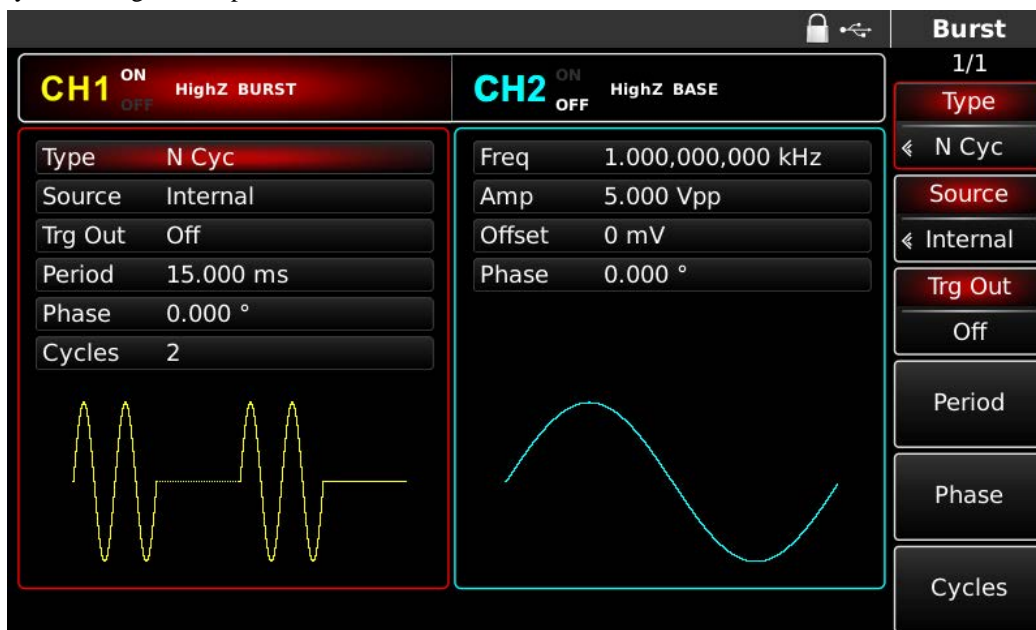 Burst
1/1
CH1 ON OFF HighZ BURST
CH2 ON OFF HighZ BASE
Type N Cyc
Source Internal
Trg Out Off
Period 15.000 ms
Phase 0.000 °
Cycles 2
Freq 1.000,000,000 kHz
Amp 5.000 Vpp
Offset 0 mV
Phase 0.000 °
Type
N Cyc
Source
Internal
Trg Out
Off
Period
Phase
Cycles